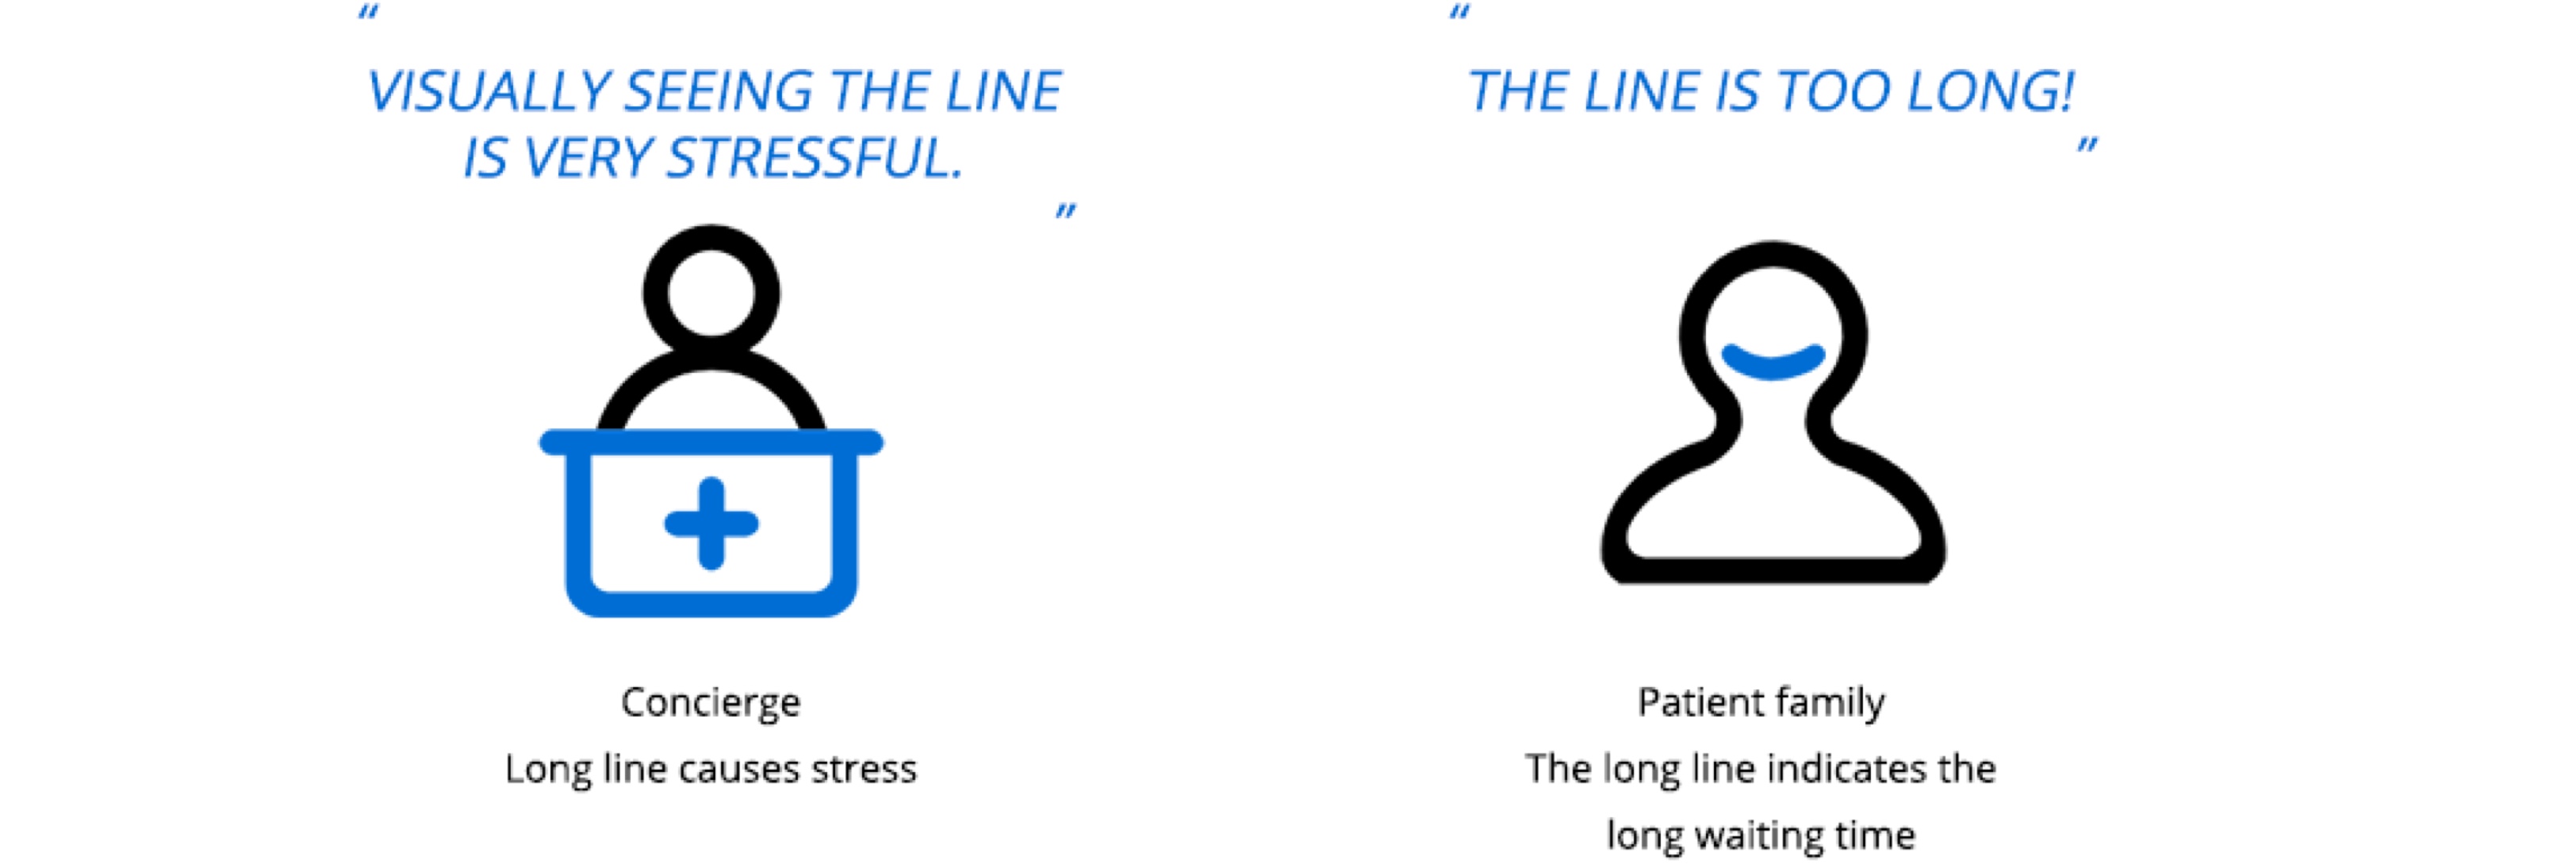 “
VISUALLY SEEING THE LINE
IS VERY STRESSFUL.
”
Concierge
Long line causes stress
“
THE LINE IS TOO LONG!
”
Patient family
The long line indicates the
long waiting time